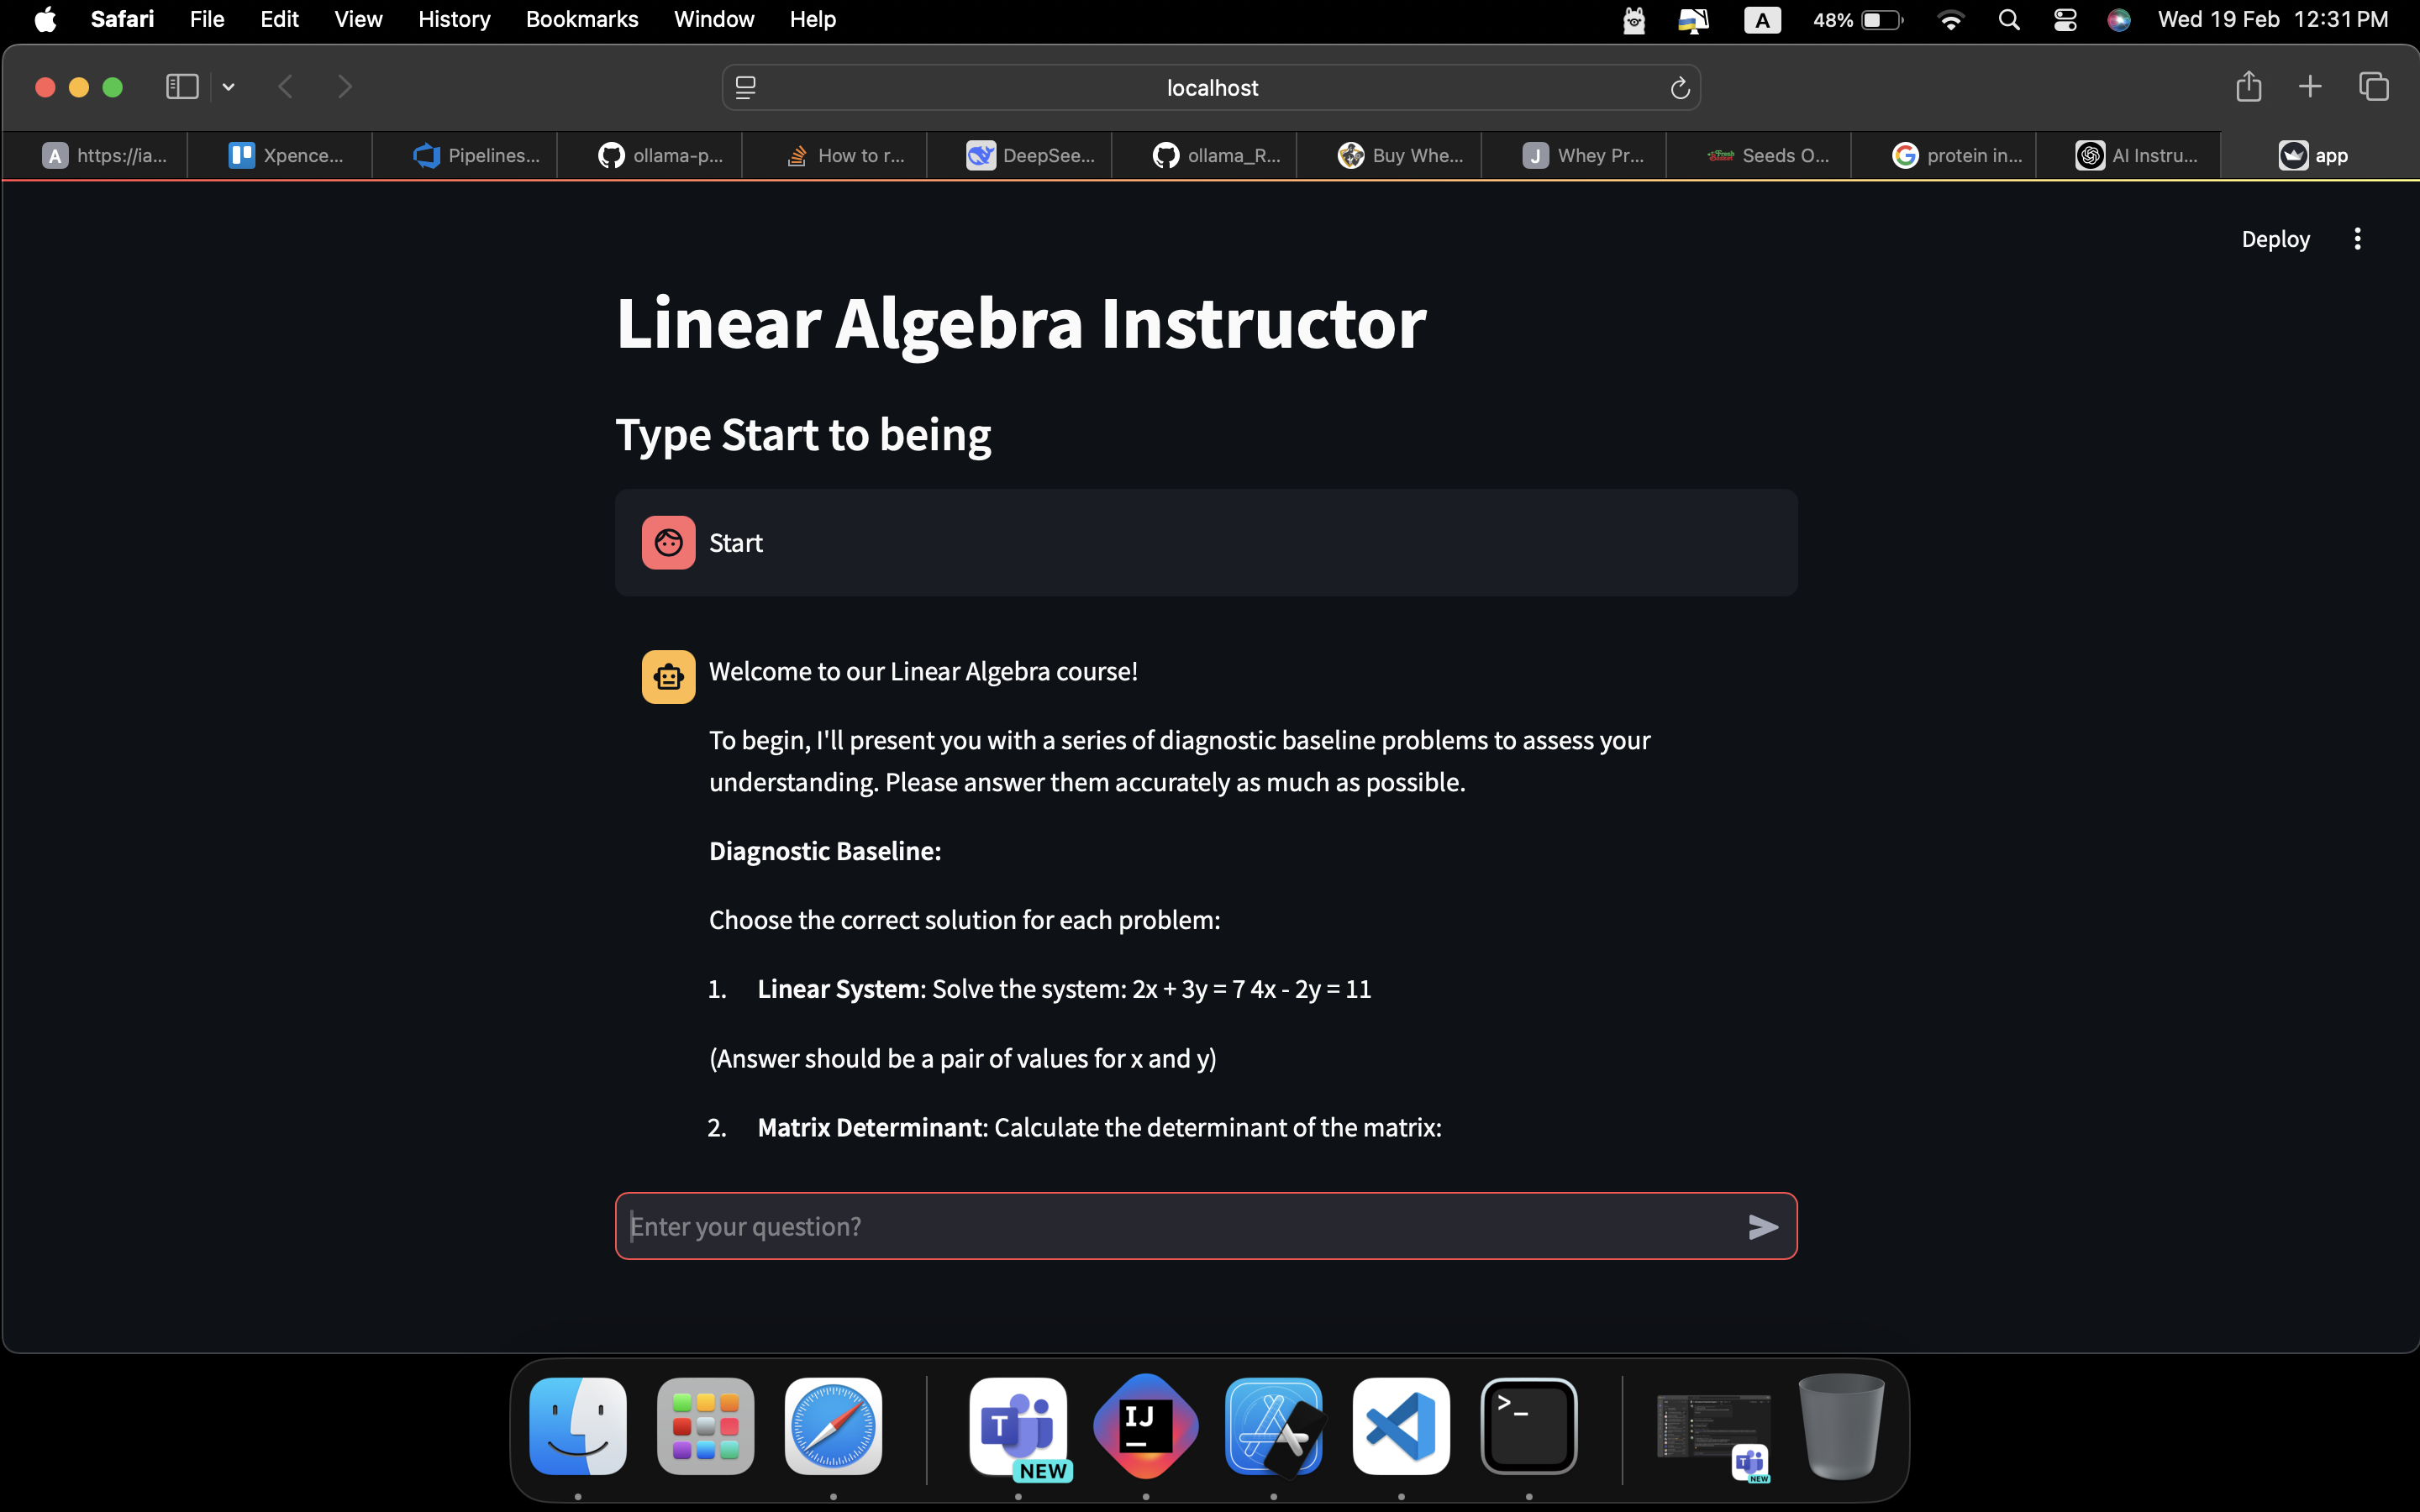 Safari File Edit View History Bookmarks Window Help A 48% Wed 19 Feb 12:31 PM
localhost
A https://ia... Xpence... Pipelines... ollama-p... How to r... DeepSee... ollama_R... Buy Whe... J Whey Pr... Seeds O... protein in... AI Instru... app
Deploy
Linear Algebra Instructor
Type Start to being
Start
Welcome to our Linear Algebra course!
To begin, I'll present you with a series of diagnostic baseline problems to assess your
understanding. Please answer them accurately as much as possible.
Diagnostic Baseline:
Choose the correct solution for each problem:
1. Linear System: Solve the system: 2x + 3y = 7 4x - 2y = 11
(Answer should be a pair of values for x and y)
2. Matrix Determinant: Calculate the determinant of the matrix:
Enter your question?
T NEW IJ >_ NEW